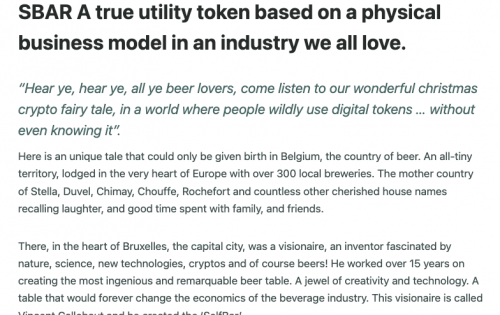 SBAR A true utility token based on a physical
business model in an industry we all love.
“Hear ye, hear ye, all ye beer lovers, come listen to our wonderful christmas
crypto fairy tale, in a world where people wildly use digital tokens ... without
even knowing it”.
Here is an unique tale that could only be given birth in Belgium, the country of beer. An all-tiny
territory, lodged in the very heart of Europe with over 300 local breweries. The mother country
of Stella, Duvel, Chimay, Chouffe, Rochefort and countless other cherished house names
recalling laughter, and good time spent with family, and friends.
There, in the heart of Bruxelles, the capital city, was a visionaire, an inventor fascinated by
nature, science, new technologies, cryptos and of course beers! He worked over 15 years on
creating the most ingenious and remarquable beer table. A jewel of creativity and technology. A
table that would forever change the economics of the beverage industry. This visionaire is called